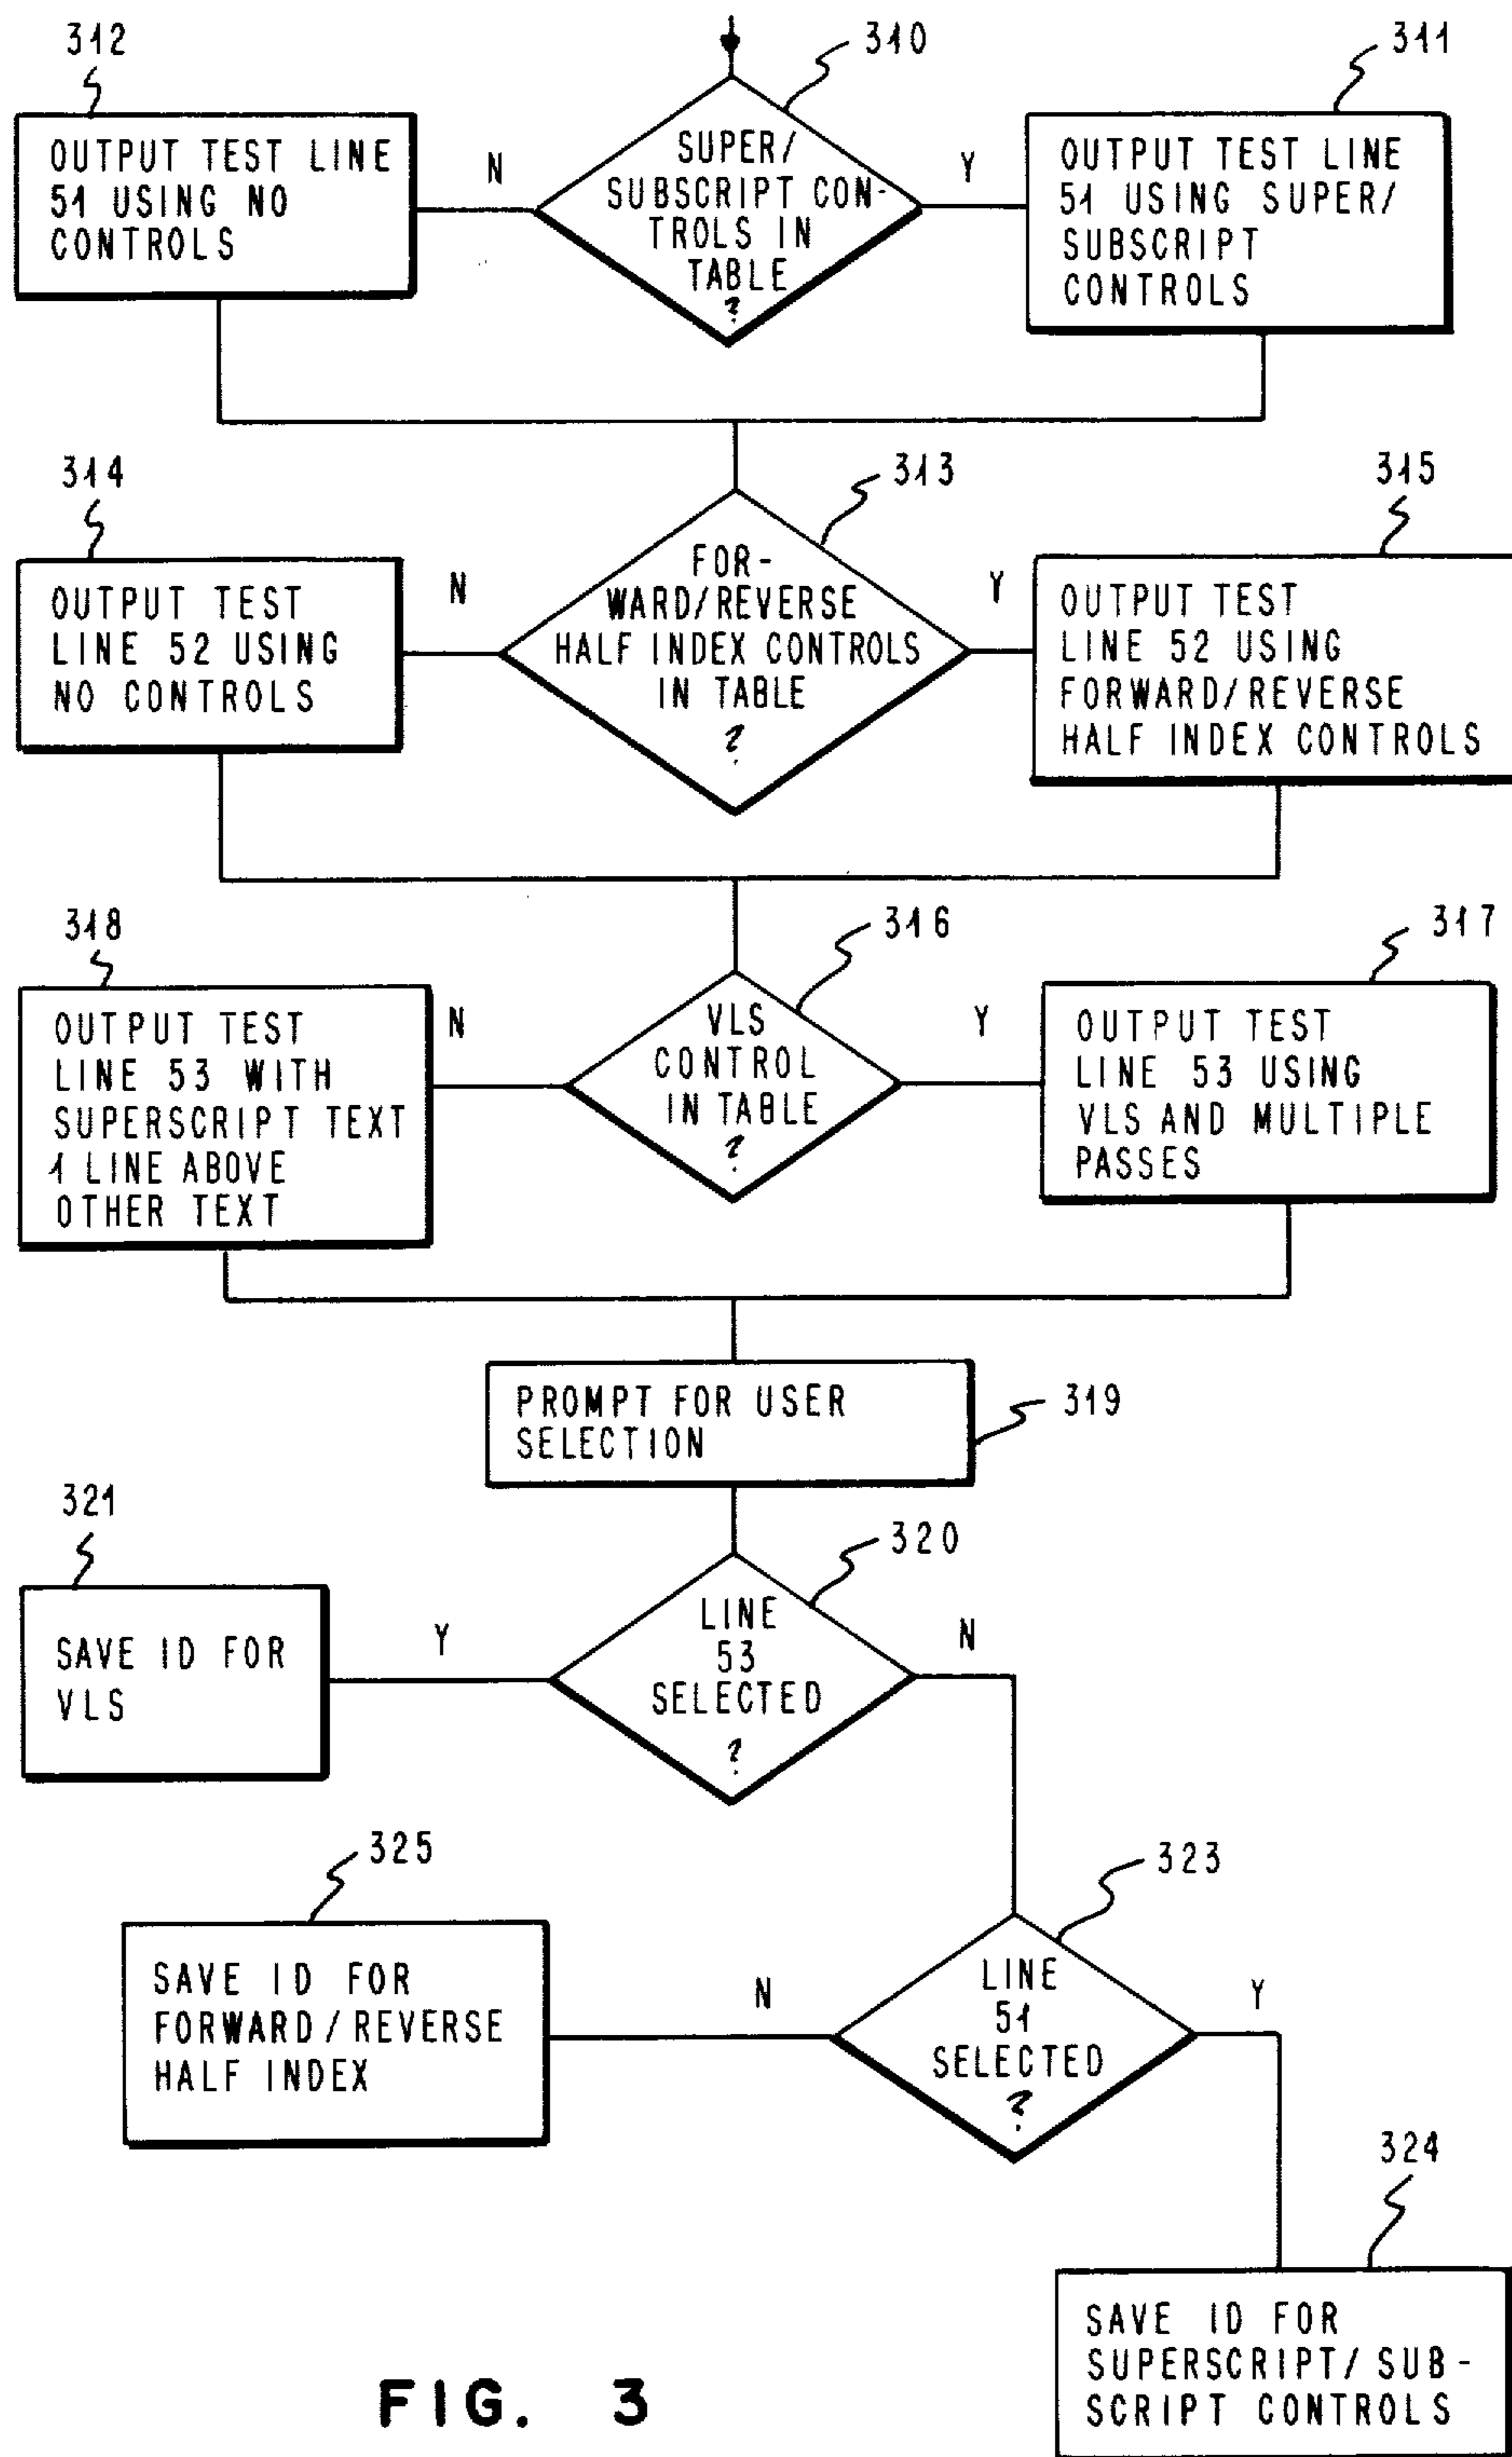 312
310
311
OUTPUT TEST LINE
51 USING NO
CONTROLS
N
SUPER/
SUBSCRIPT CON-
TROLS IN
TABLE
?
Y
OUTPUT TEST LINE
51 USING SUPER/
SUBSCRIPT
CONTROLS
314
313
315
OUTPUT TEST
LINE 52 USING
NO CONTROLS
N
FOR-
WARD/REVERSE
HALF INDEX CONTROLS
IN TABLE
?
Y
OUTPUT TEST
LINE 52 USING
FORWARD/REVERSE
HALF INDEX CONTROLS
318
316
317
OUTPUT TEST
LINE 53 WITH
SUPERSCRIPT TEXT
1 LINE ABOVE
OTHER TEXT
N
VLS
CONTROL
IN TABLE
?
Y
OUTPUT TEST
LINE 53 USING
VLS AND MULTIPLE
PASSES
PROMPT FOR USER
SELECTION
319
321
320
SAVE ID FOR
VLS
Y
LINE
53
SELECTED
?
N
325
323
SAVE ID FOR
FORWARD/REVERSE
HALF INDEX
N
LINE
51
SELECTED
?
Y
324
SAVE ID FOR
SUPERSCRIPT/SUB-
SCRIPT CONTROLS
FIG. 3